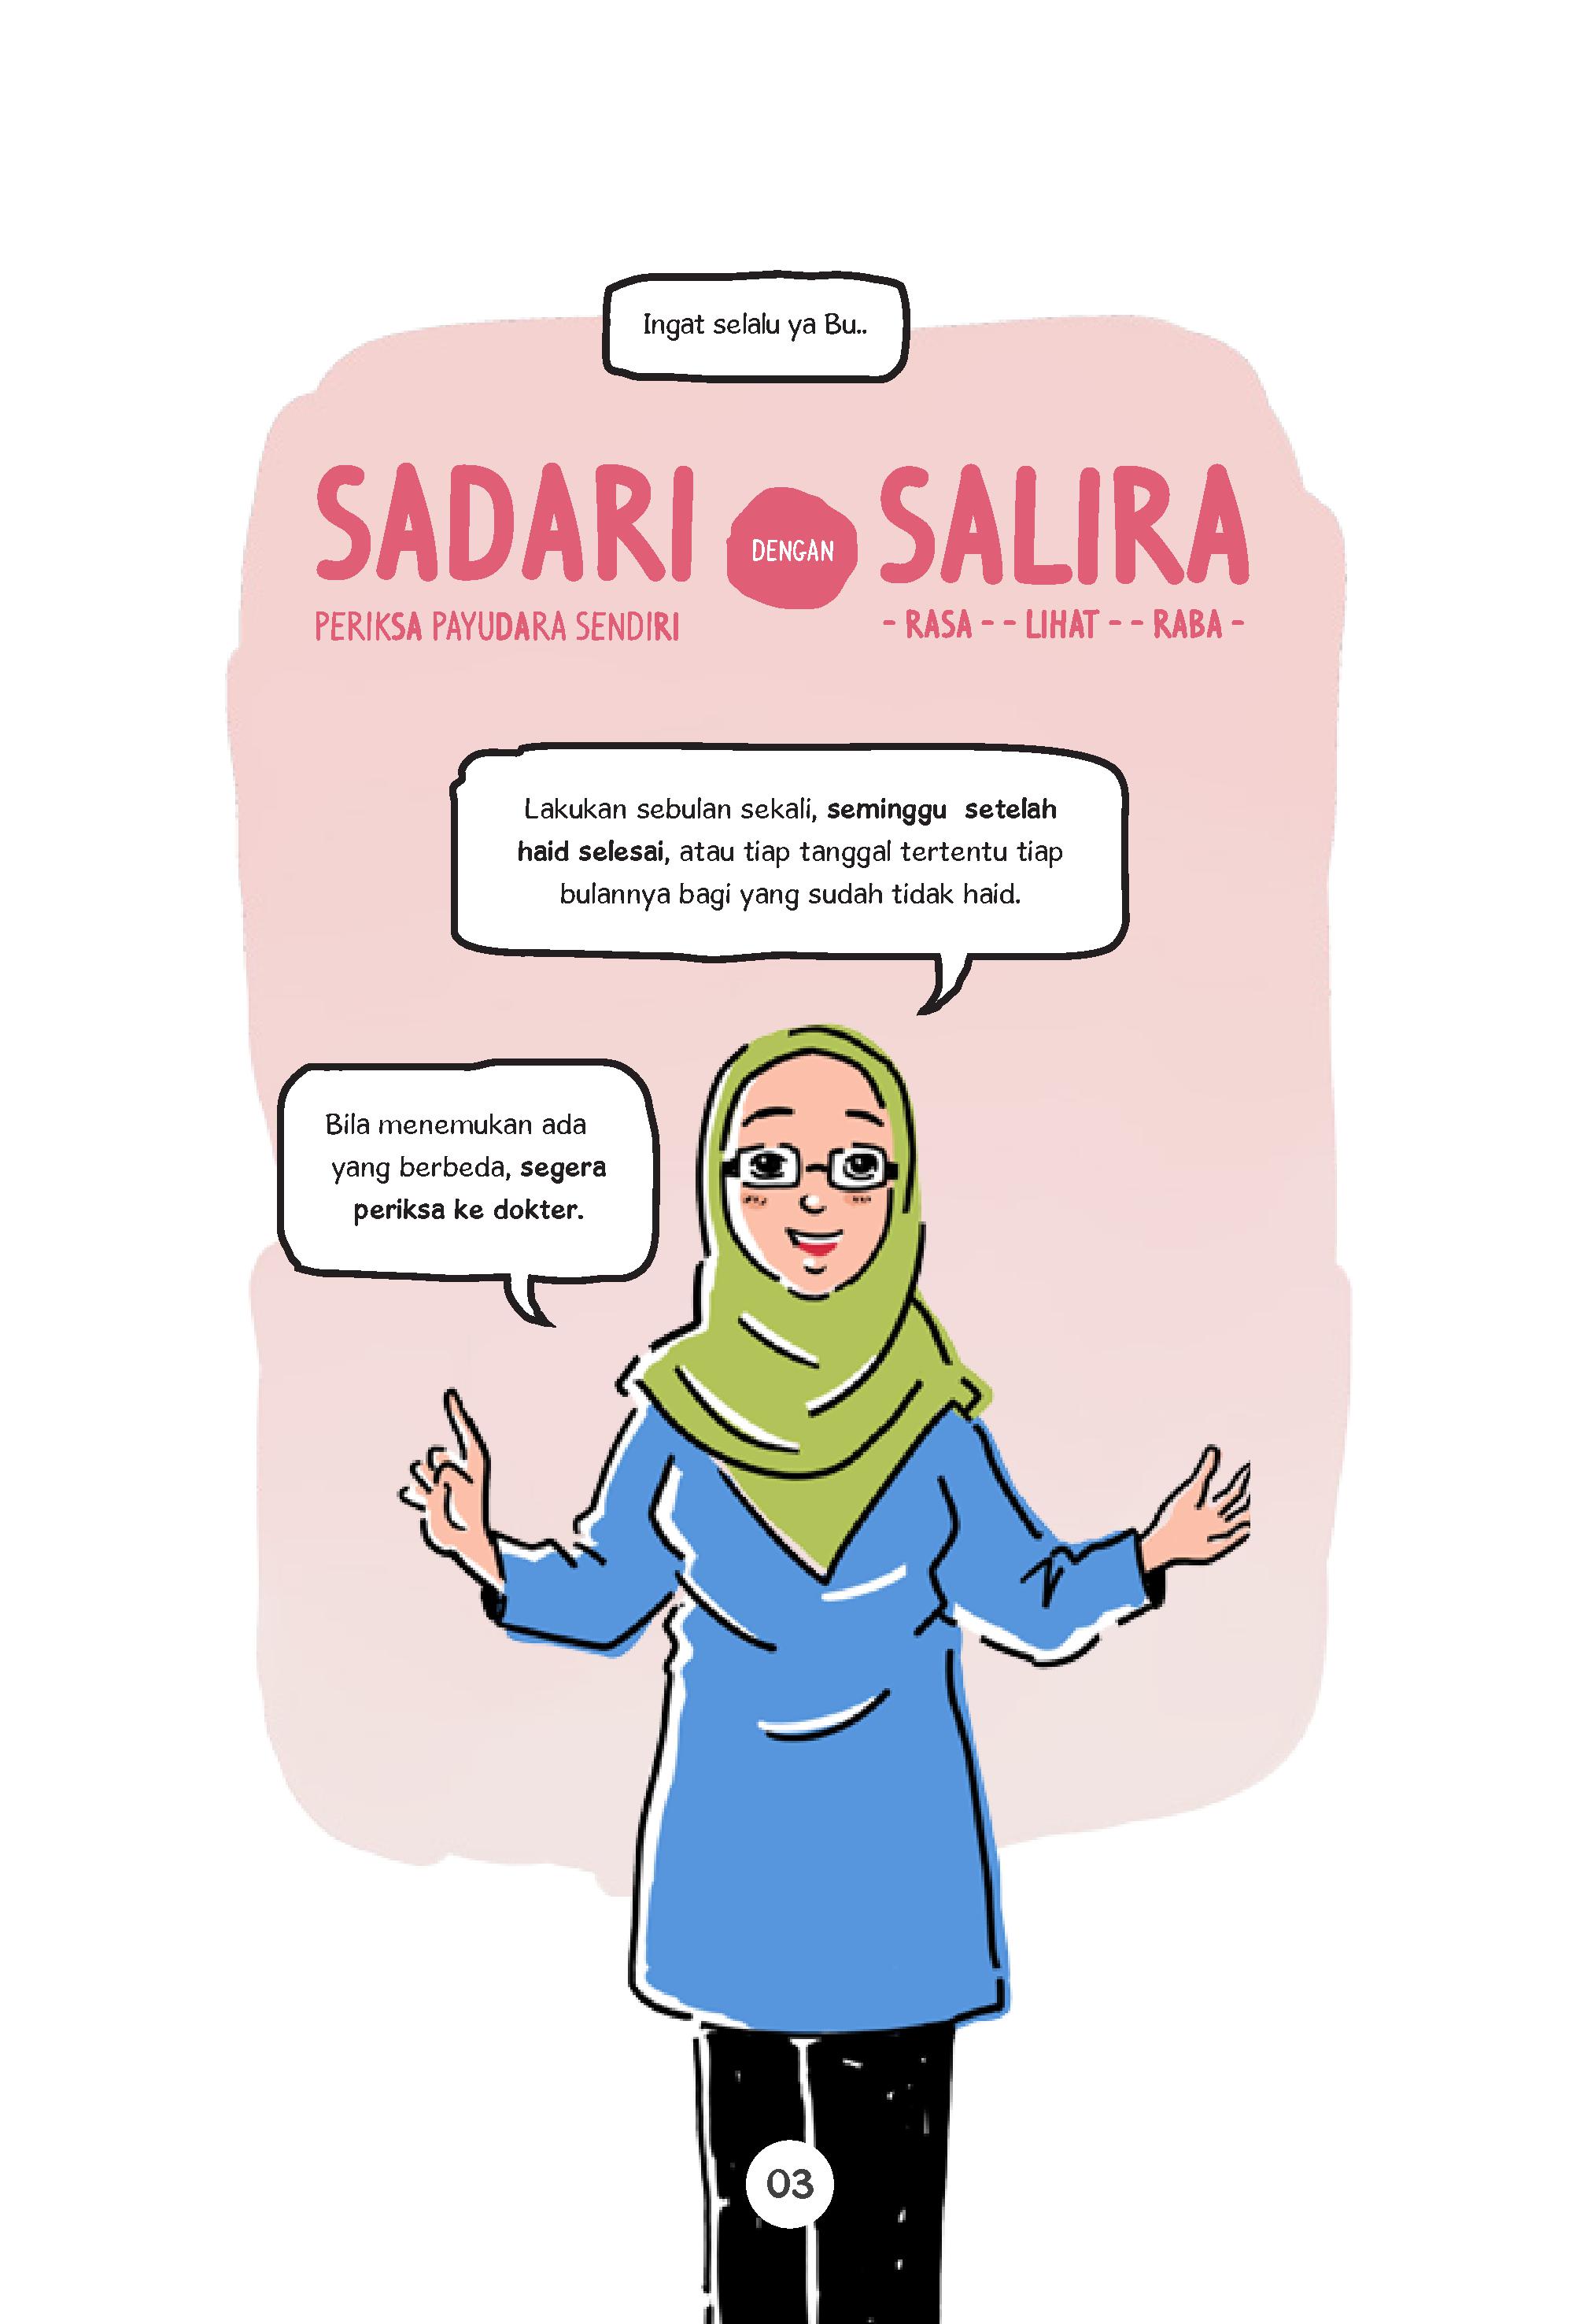 Ingat selalu ya Bu..
SADARI DENGAN SALIRA
PERIKSA PAYUDARA SENDIRI
- RASA - - LIHAT - - RABA -
Lakukan sebulan sekali, seminggu setelah
haid selesai, atau tiap tanggal tertentu tiap
bulannya bagi yang sudah tidak haid.
Bila menemukan ada
yang berbeda, segera
periksa ke dokter.
03